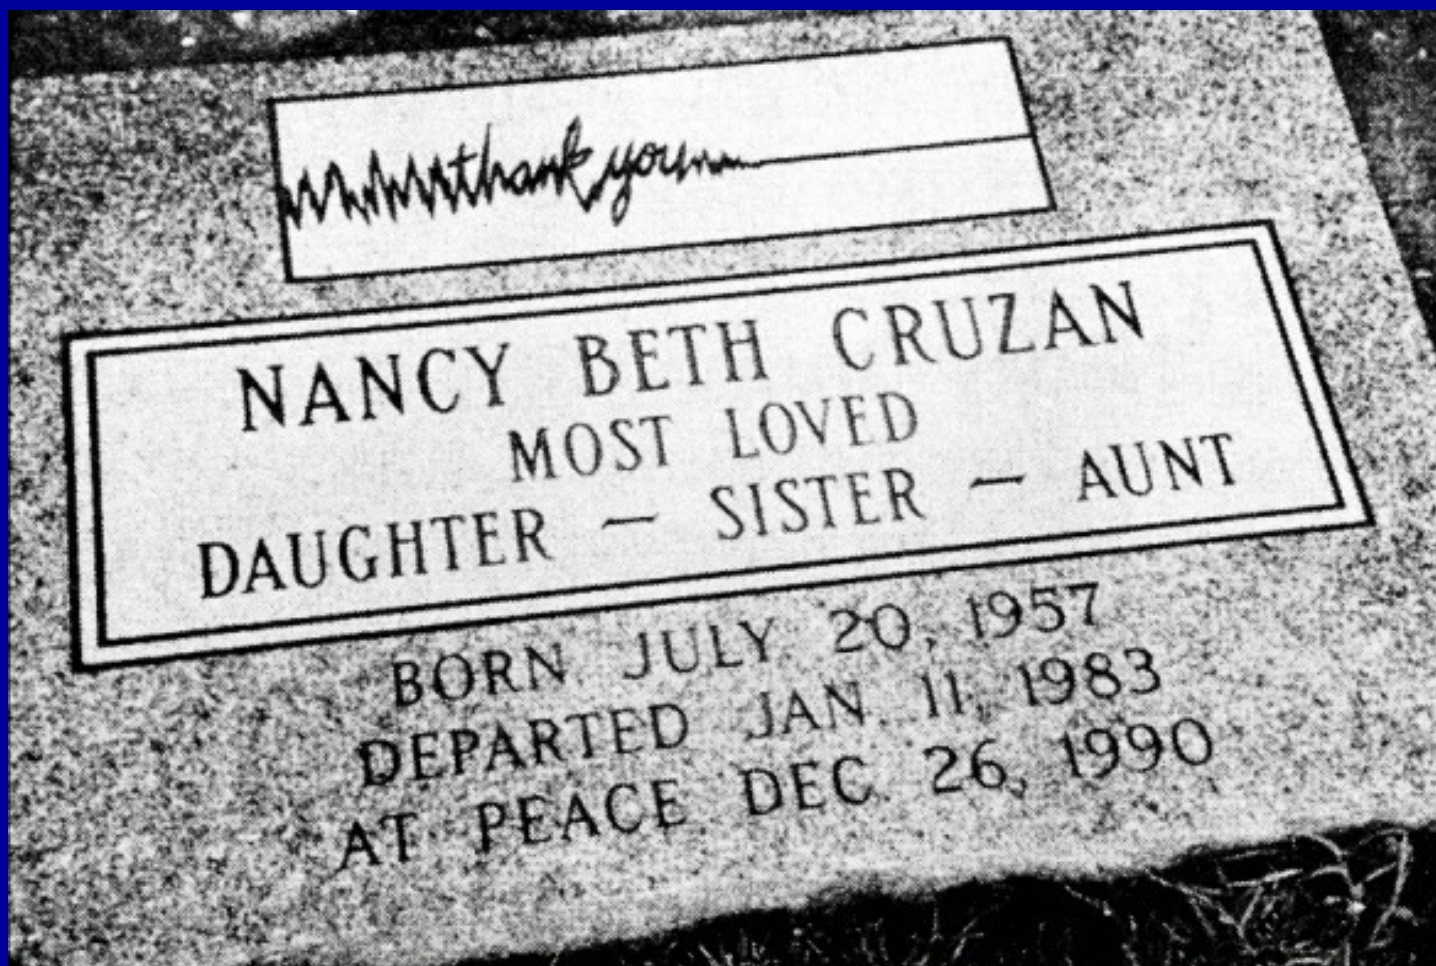 thank you
NANCY BETH CRUZAN
MOST LOVED
DAUGHTER — SISTER — AUNT
BORN JULY 20, 1957
DEPARTED JAN. 11, 1983
AT PEACE DEC. 26, 1990